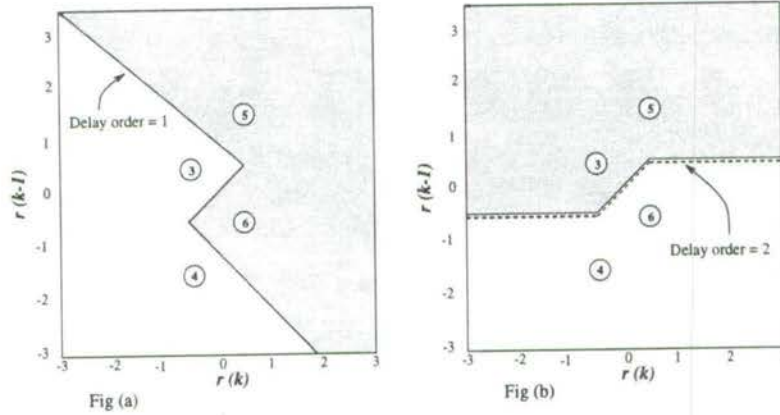 3
2
1
0
-1
-2
-3
r (k-1)
Delay order = 1
5
3
6
4
-3 -2 -1 0 1 2 3
r (k)
Fig (a)
3
2
1
0
-1
-2
-3
r (k-1)
5
3
6
4
Delay order = 2
-3 -2 -1 0 1 2
r (k)
Fig (b)